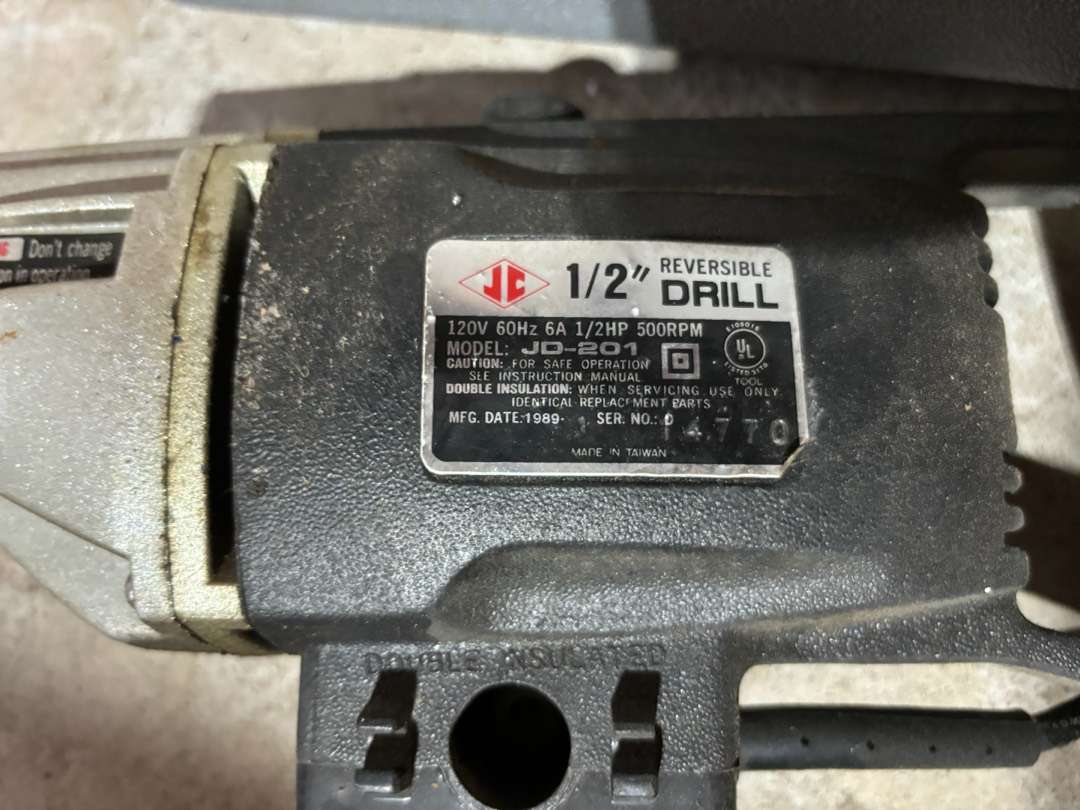 Don't change
in operation
JC
1/2" REVERSIBLE
DRILL
120V 60Hz 6A 1/2HP 500RPM
MODEL: JD-201
CAUTION: FOR SAFE OPERATION
SEE INSTRUCTION MANUAL
DOUBLE INSULATION: WHEN SERVICING USE ONLY
IDENTICAL REPLACEMENT PARTS
MFG. DATE:1989- 1 SER. NO.: 0 14770
MADE IN TAIWAN
UL
TOOL
DOUBLE INSULATED